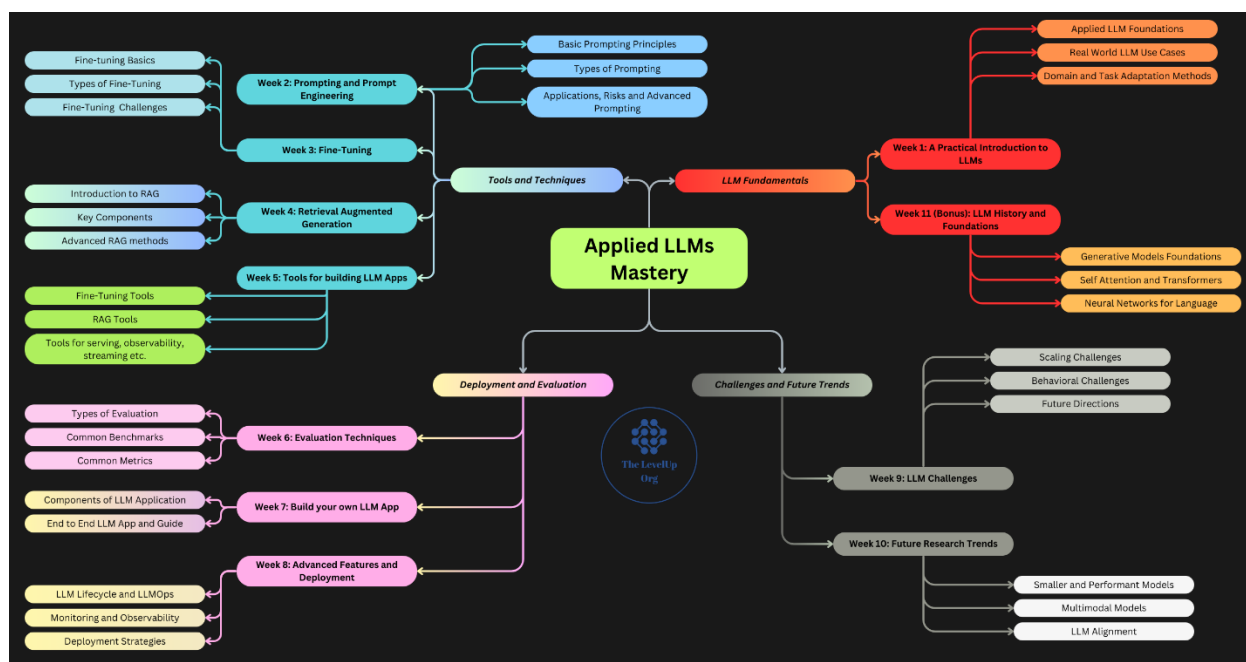 Applied LLMs
Mastery
LLM Fundamentals
Week 1: A Practical Introduction to
LLMs
Applied LLM Foundations
Real World LLM Use Cases
Domain and Task Adaptation Methods
Week 11 (Bonus): LLM History and
Foundations
Generative Models Foundations
Self Attention and Transformers
Neural Networks for Language
Tools and Techniques
Week 2: Prompting and Prompt
Engineering
Basic Prompting Principles
Types of Prompting
Applications, Risks and Advanced
Prompting
Week 3: Fine-Tuning
Fine-tuning Basics
Types of Fine-Tuning
Fine-Tuning Challenges
Week 4: Retrieval Augmented
Generation
Introduction to RAG
Key Components
Advanced RAG methods
Week 5: Tools for building LLM Apps
Fine-Tuning Tools
RAG Tools
Tools for serving, observability,
streaming etc.
Deployment and Evaluation
Week 6: Evaluation Techniques
Types of Evaluation
Common Benchmarks
Common Metrics
Week 7: Build your own LLM App
Components of LLM Application
End to End LLM App and Guide
Week 8: Advanced Features and
Deployment
LLM Lifecycle and LLMOps
Monitoring and Observability
Deployment Strategies
Challenges and Future Trends
Week 9: LLM Challenges
Scaling Challenges
Behavioral Challenges
Future Directions
Week 10: Future Research Trends
Smaller and Performant Models
Multimodal Models
LLM Alignment
The LevelUp
Org